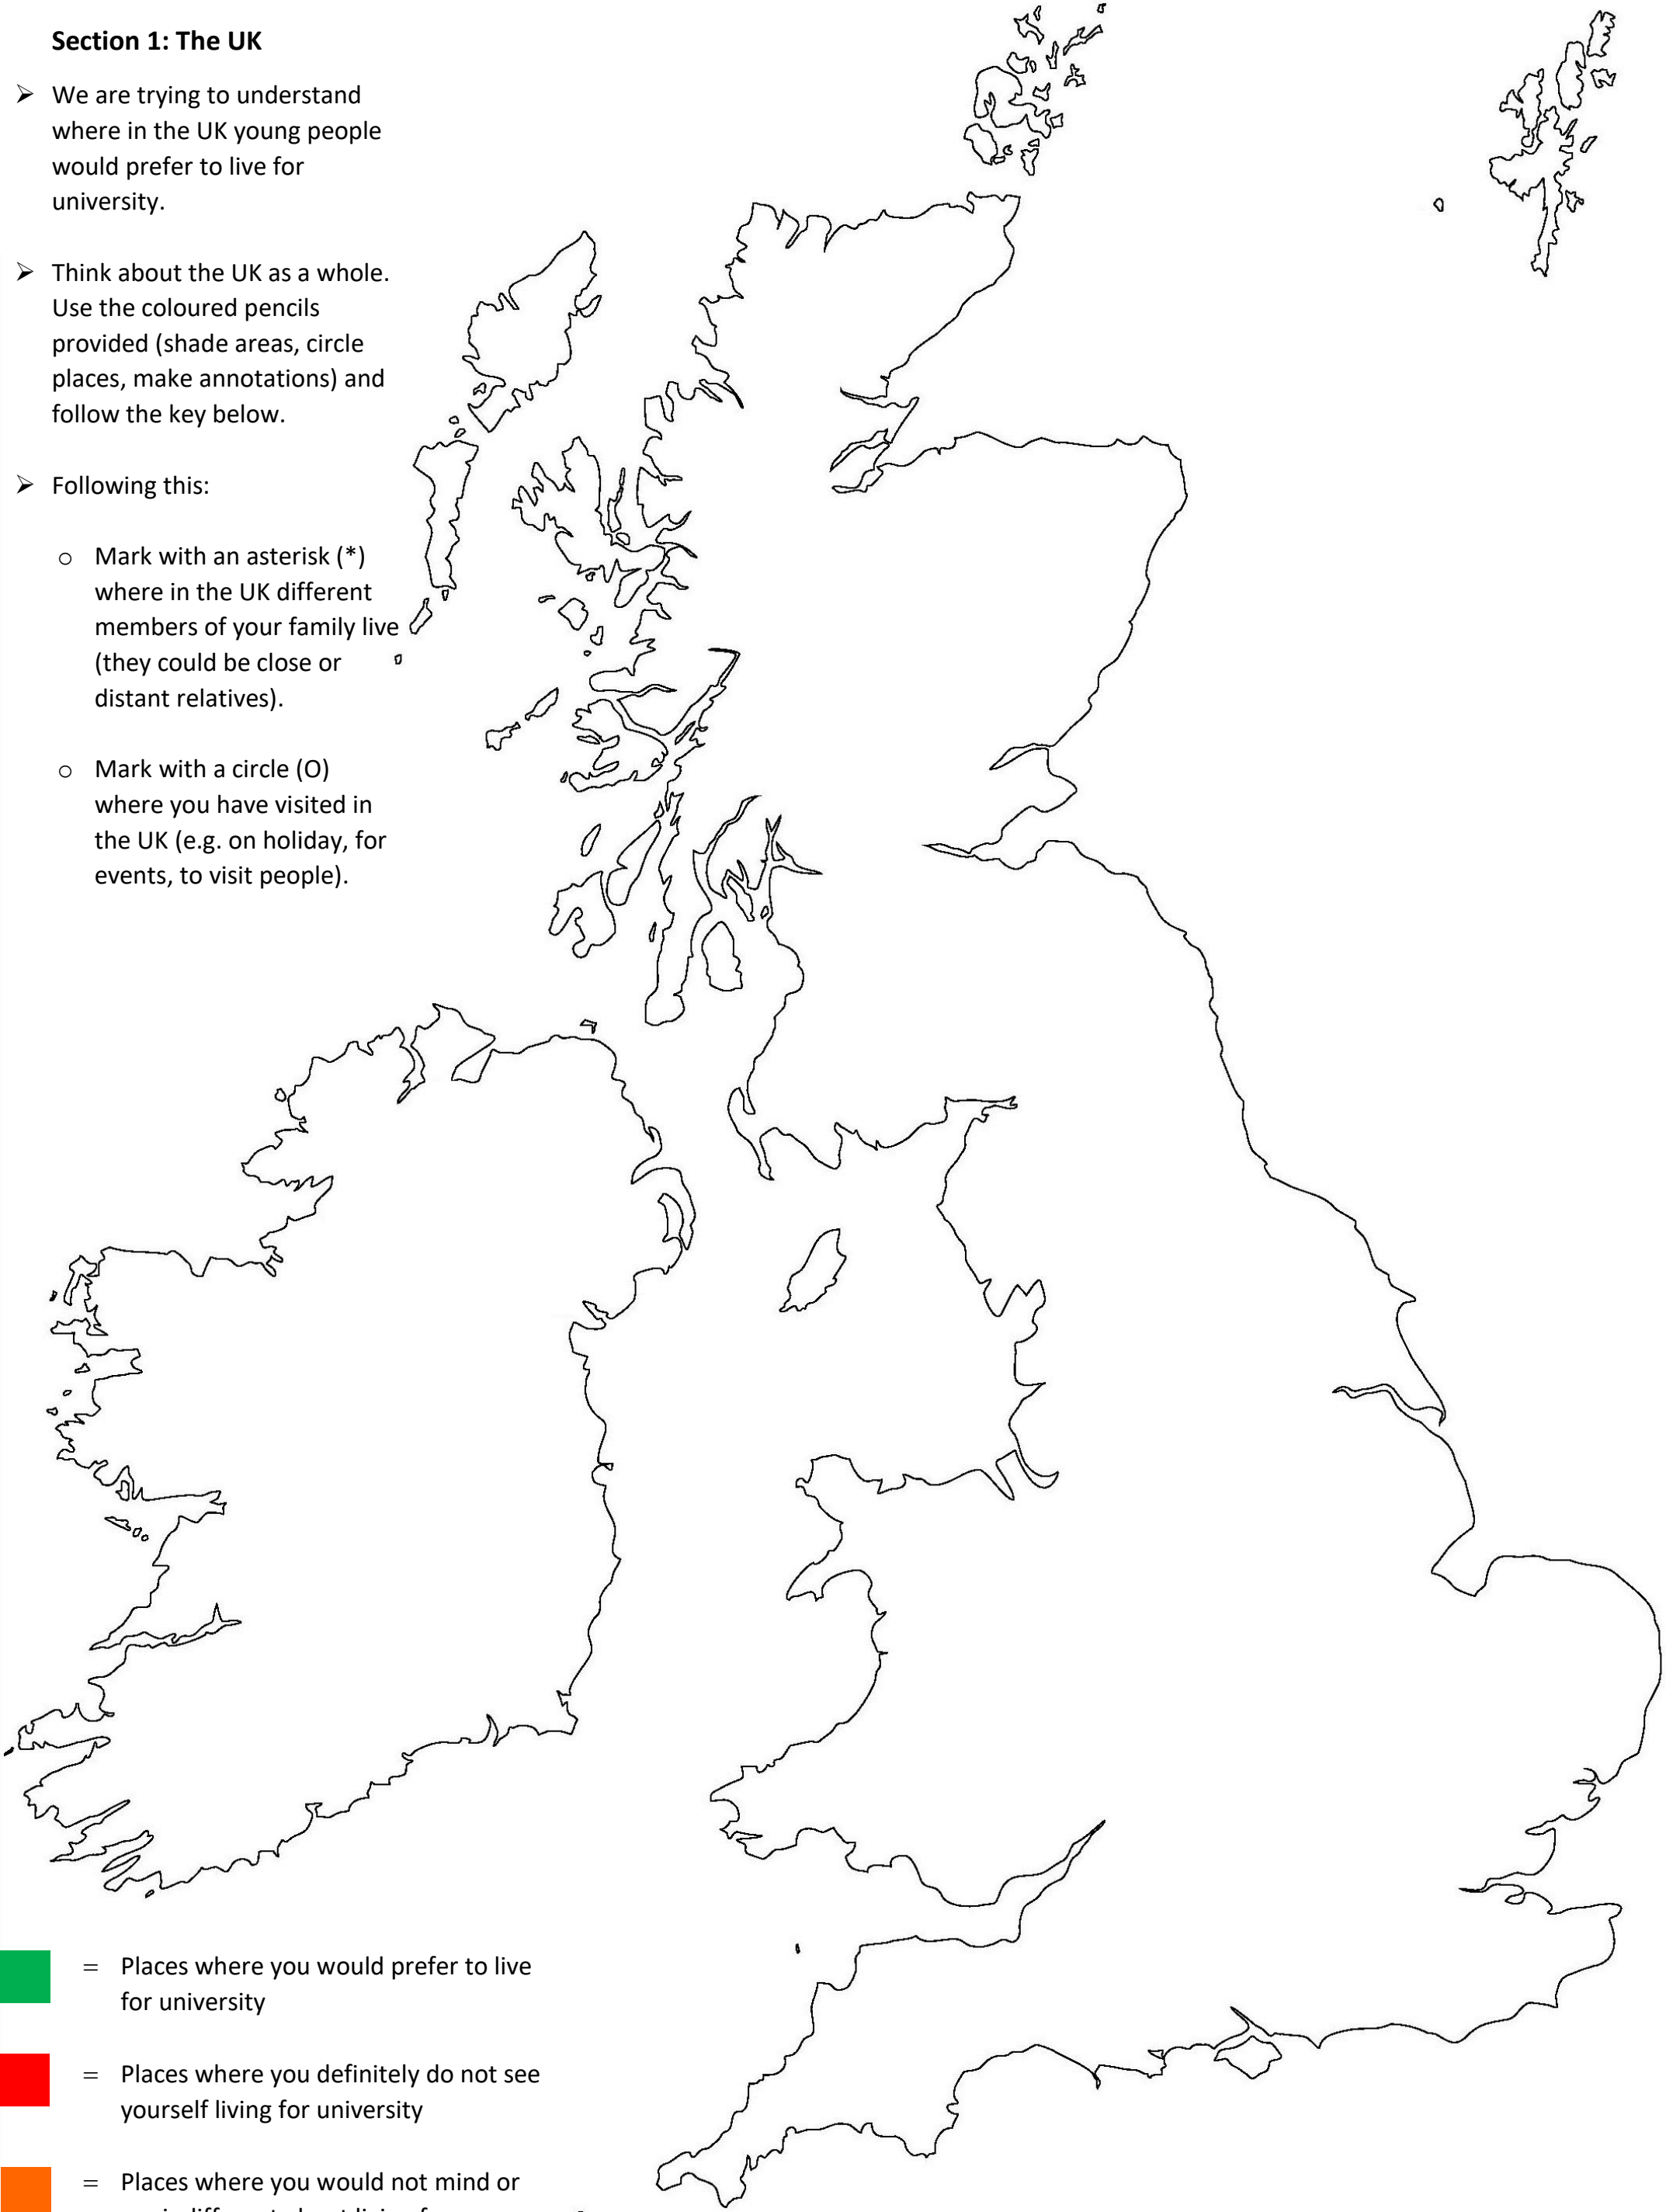 Section 1: The UK
➢ We are trying to understand
where in the UK young people
would prefer to live for
university.
➢ Think about the UK as a whole.
Use the coloured pencils
provided (shade areas, circle
places, make annotations) and
follow the key below.
➢ Following this:
o Mark with an asterisk (*)
where in the UK different
members of your family live
(they could be close or
distant relatives).
o Mark with a circle (O)
where you have visited in
the UK (e.g. on holiday, for
events, to visit people).
= Places where you would prefer to live
for university
= Places where you definitely do not see
yourself living for university
= Places where you would not mind or